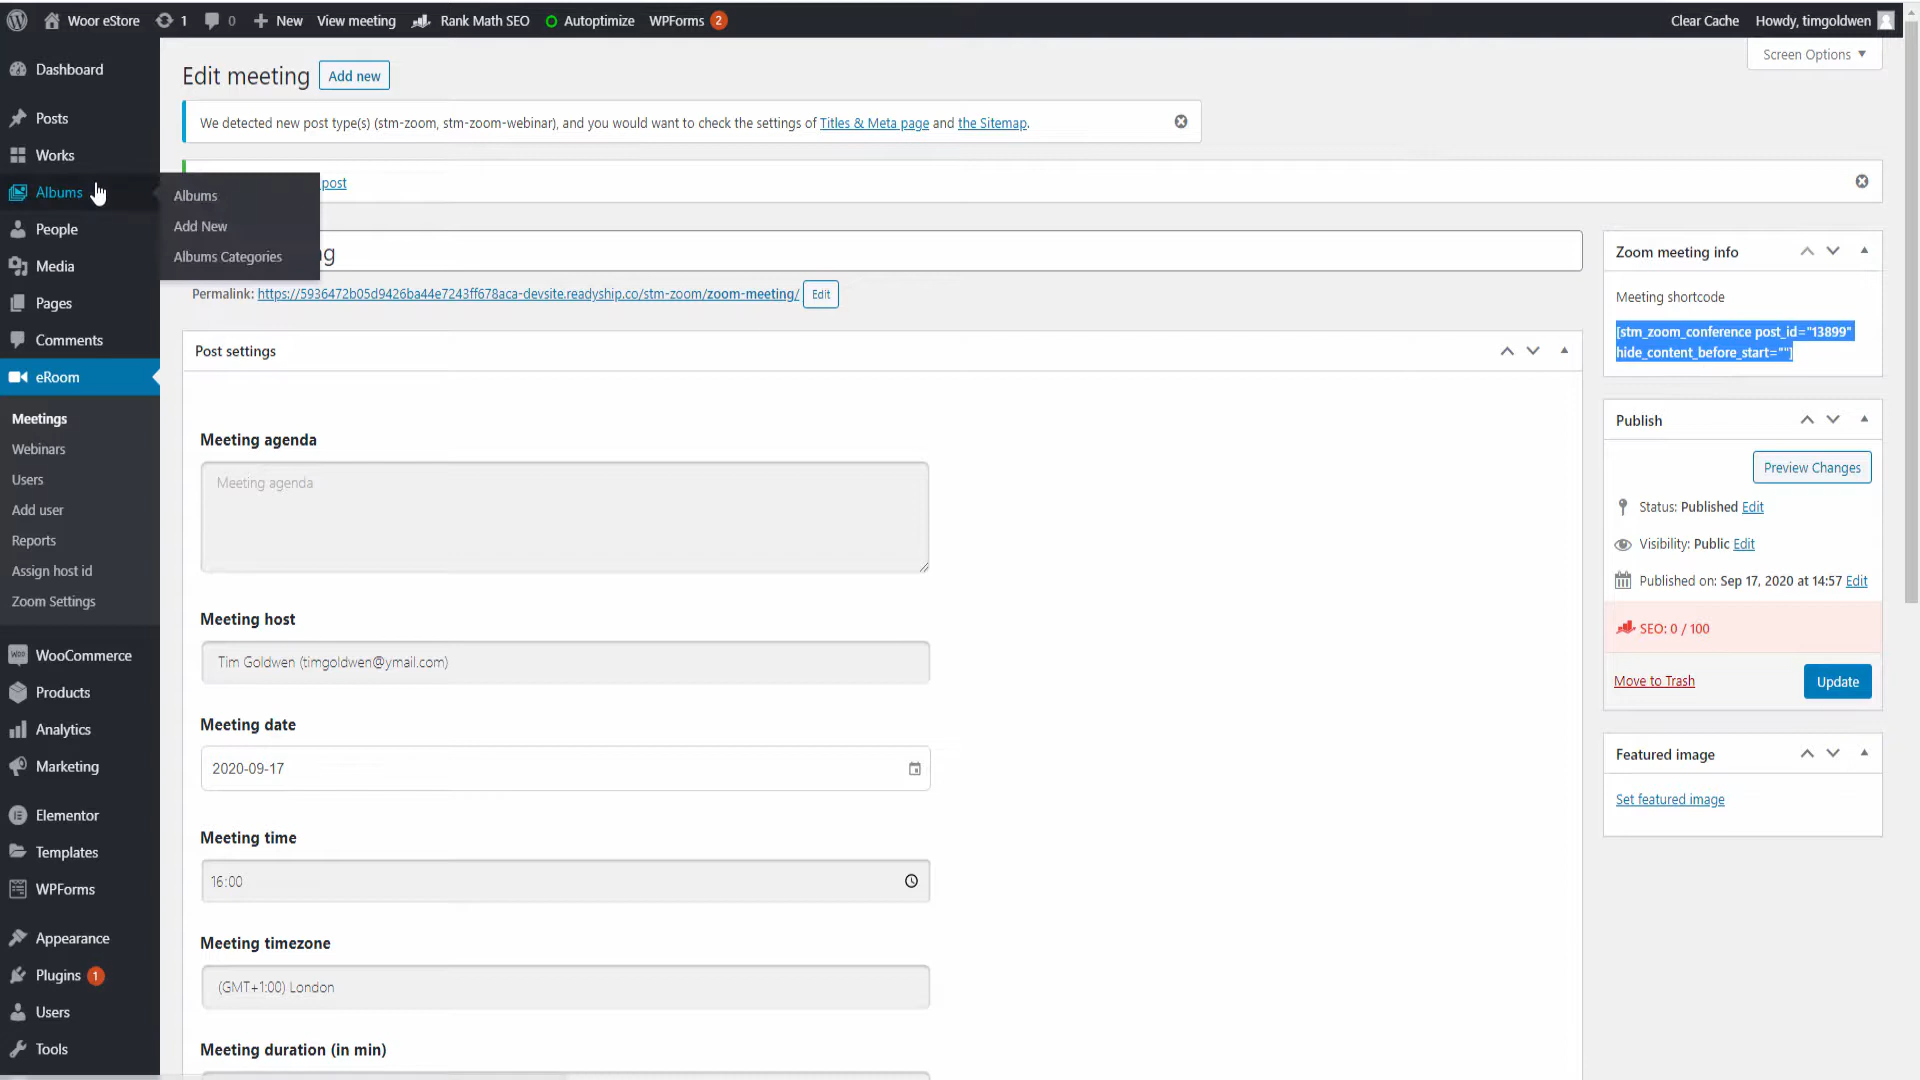 Woor eStore 1 0 New View meeting Rank Math SEO Autoptimize WPForms 2 Clear Cache Howdy, timgoldwen
Screen Options
Dashboard
Posts
Works
Albums
People
Media
Pages
Comments
eRoom
Meetings
Webinars
Users
Add user
Reports
Assign host id
Zoom Settings
WooCommerce
Products
Analytics
Marketing
Elementor
Templates
WPForms
Appearance
Plugins 1
Users
Tools
Albums
Add New
Albums Categories
Edit meeting Add new
We detected new post type(s) (stm-zoom, stm-zoom-webinar), and you would want to check the settings of Titles & Meta page and the Sitemap.
post
g
Permalink: https://5936472b05d9426ba44e7243ff678aca-devsite.readyship.co/stm-zoom/zoom-meeting/ Edit
Post settings
Meeting agenda
Meeting agenda
Meeting host
Tim Goldwen (timgoldwen@ymail.com)
Meeting date
2020-09-17
Meeting time
16:00
Meeting timezone
(GMT+1:00) London
Meeting duration (in min)
Zoom meeting info
Meeting shortcode
[stm_zoom_conference post_id="13899"
hide_content_before_start=""]
Publish
Preview Changes
Status: Published Edit
Visibility: Public Edit
Published on: Sep 17, 2020 at 14:57 Edit
SEO: 0 / 100
Move to Trash Update
Featured image
Set featured image